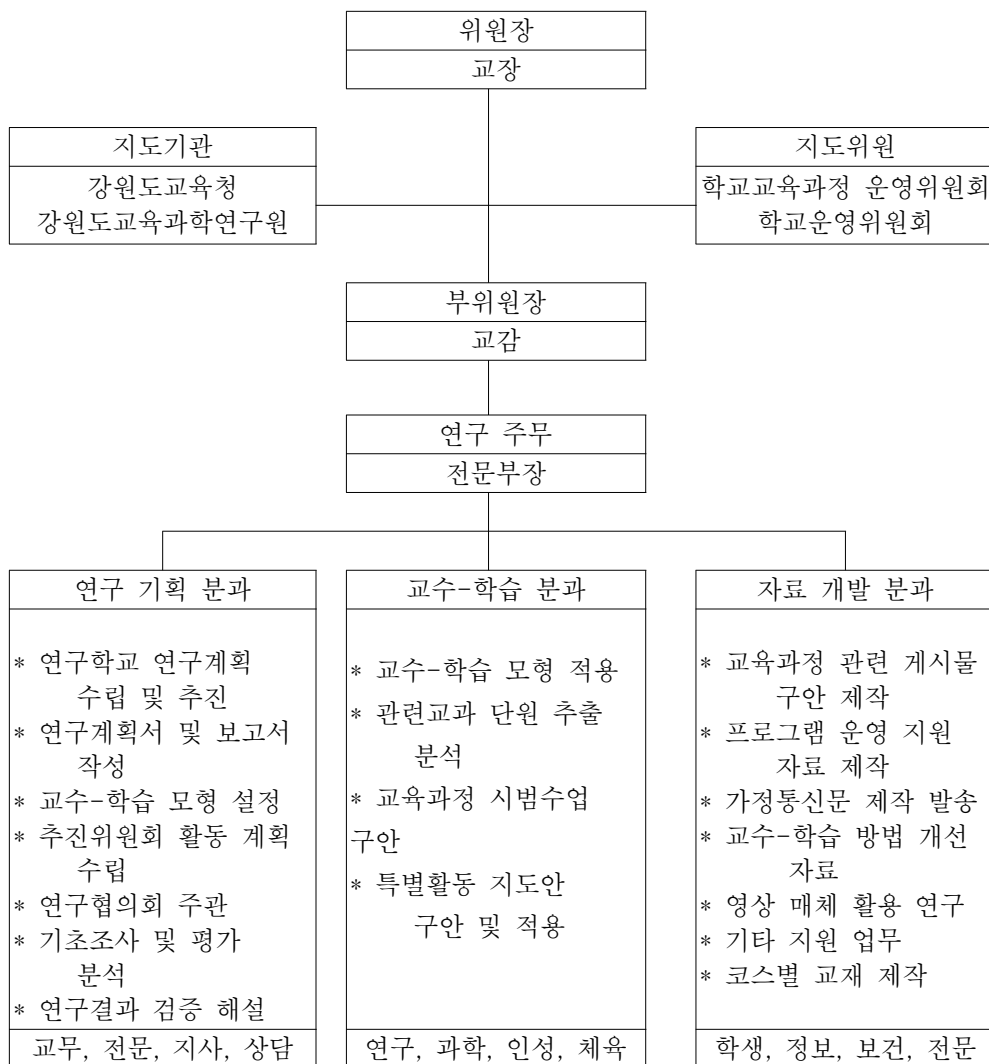 위원장
교장
지도기관
강원도교육청
강원도교육과학연구원
지도위원
학교교육과정 운영위원회
학교운영위원회
부위원장
교감
연구 주무
전문부장
연구 기획 분과
* 연구학교 연구계획
수립 및 추진
* 연구계획서 및 보고서
작성
* 교수-학습 모형 설정
* 추진위원회 활동 계획
수립
* 연구협의회 주관
* 기초조사 및 평가
분석
* 연구결과 검증 해설
교무, 전문, 지사, 상담
교수-학습 분과
* 교수-학습 모형 적용
* 관련교과 단원 추출
분석
* 교육과정 시범수업
구안
* 특별활동 지도안
구안 및 적용
연구, 과학, 인성, 체육
자료 개발 분과
* 교육과정 관련 게시물
구안 제작
* 프로그램 운영 지원
자료 제작
* 가정통신문 제작 발송
* 교수-학습 방법 개선
자료
* 영상 매체 활용 연구
* 기타 지원 업무
* 코스별 교재 제작
학생, 정보, 보건, 전문